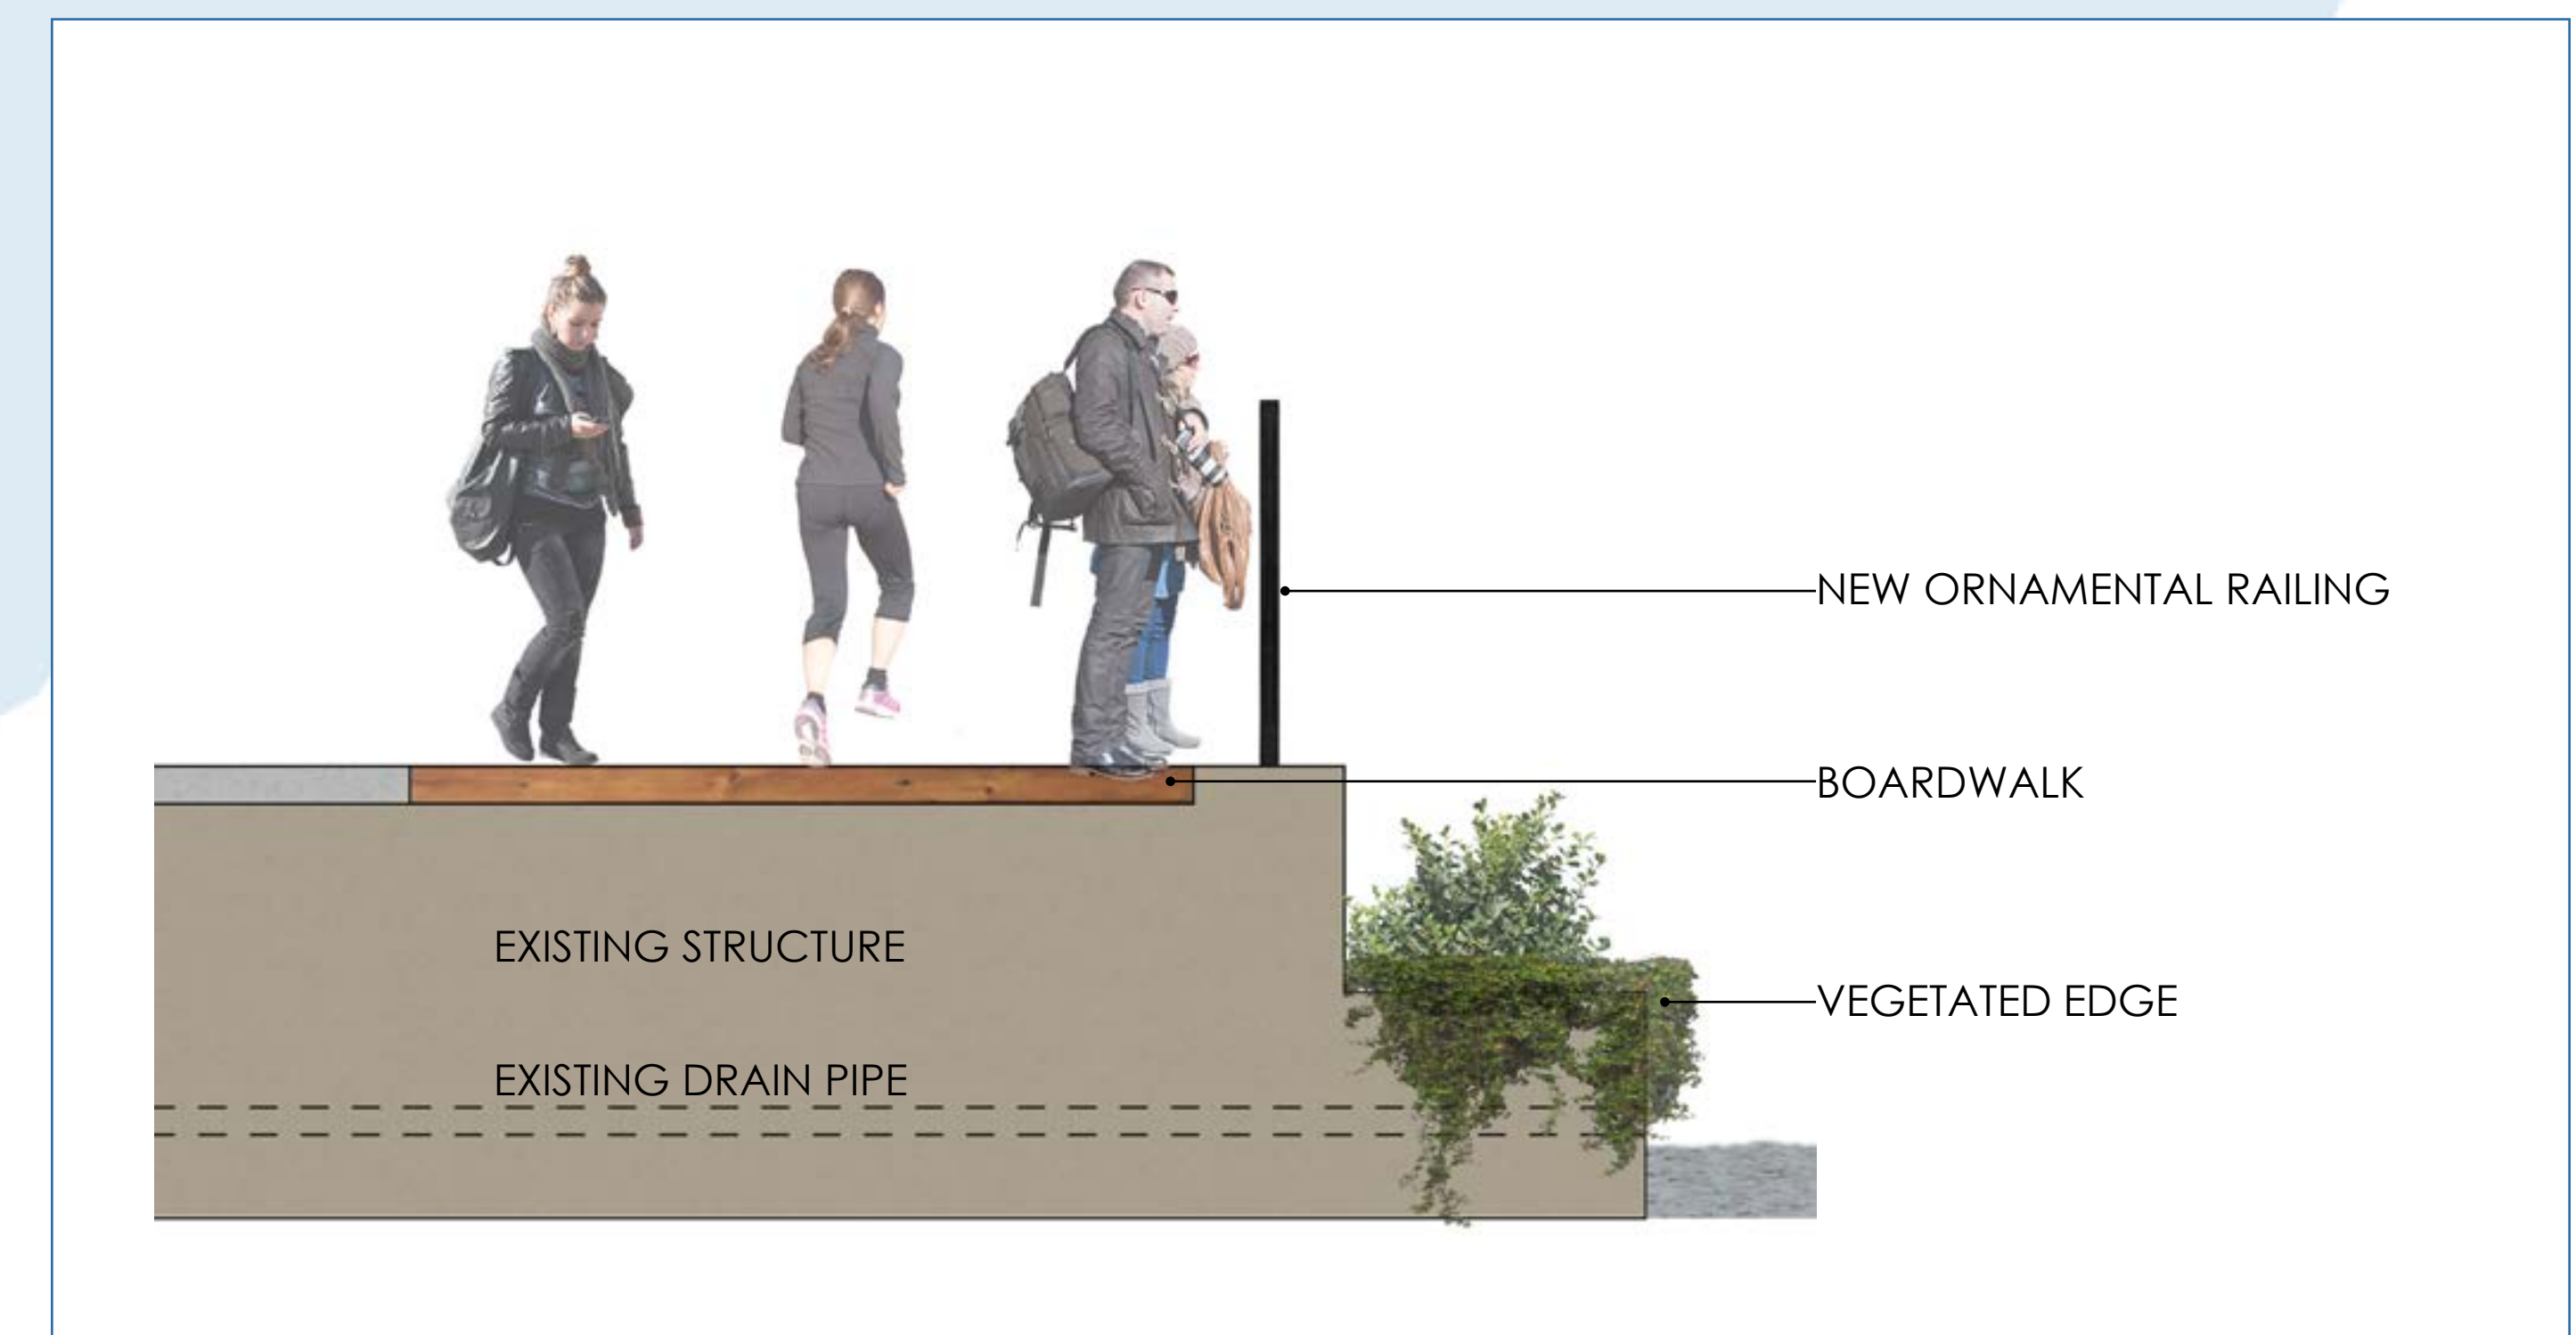 NEW ORNAMENTAL RAILING
BOARDWALK
EXISTING STRUCTURE
VEGETATED EDGE
EXISTING DRAIN PIPE